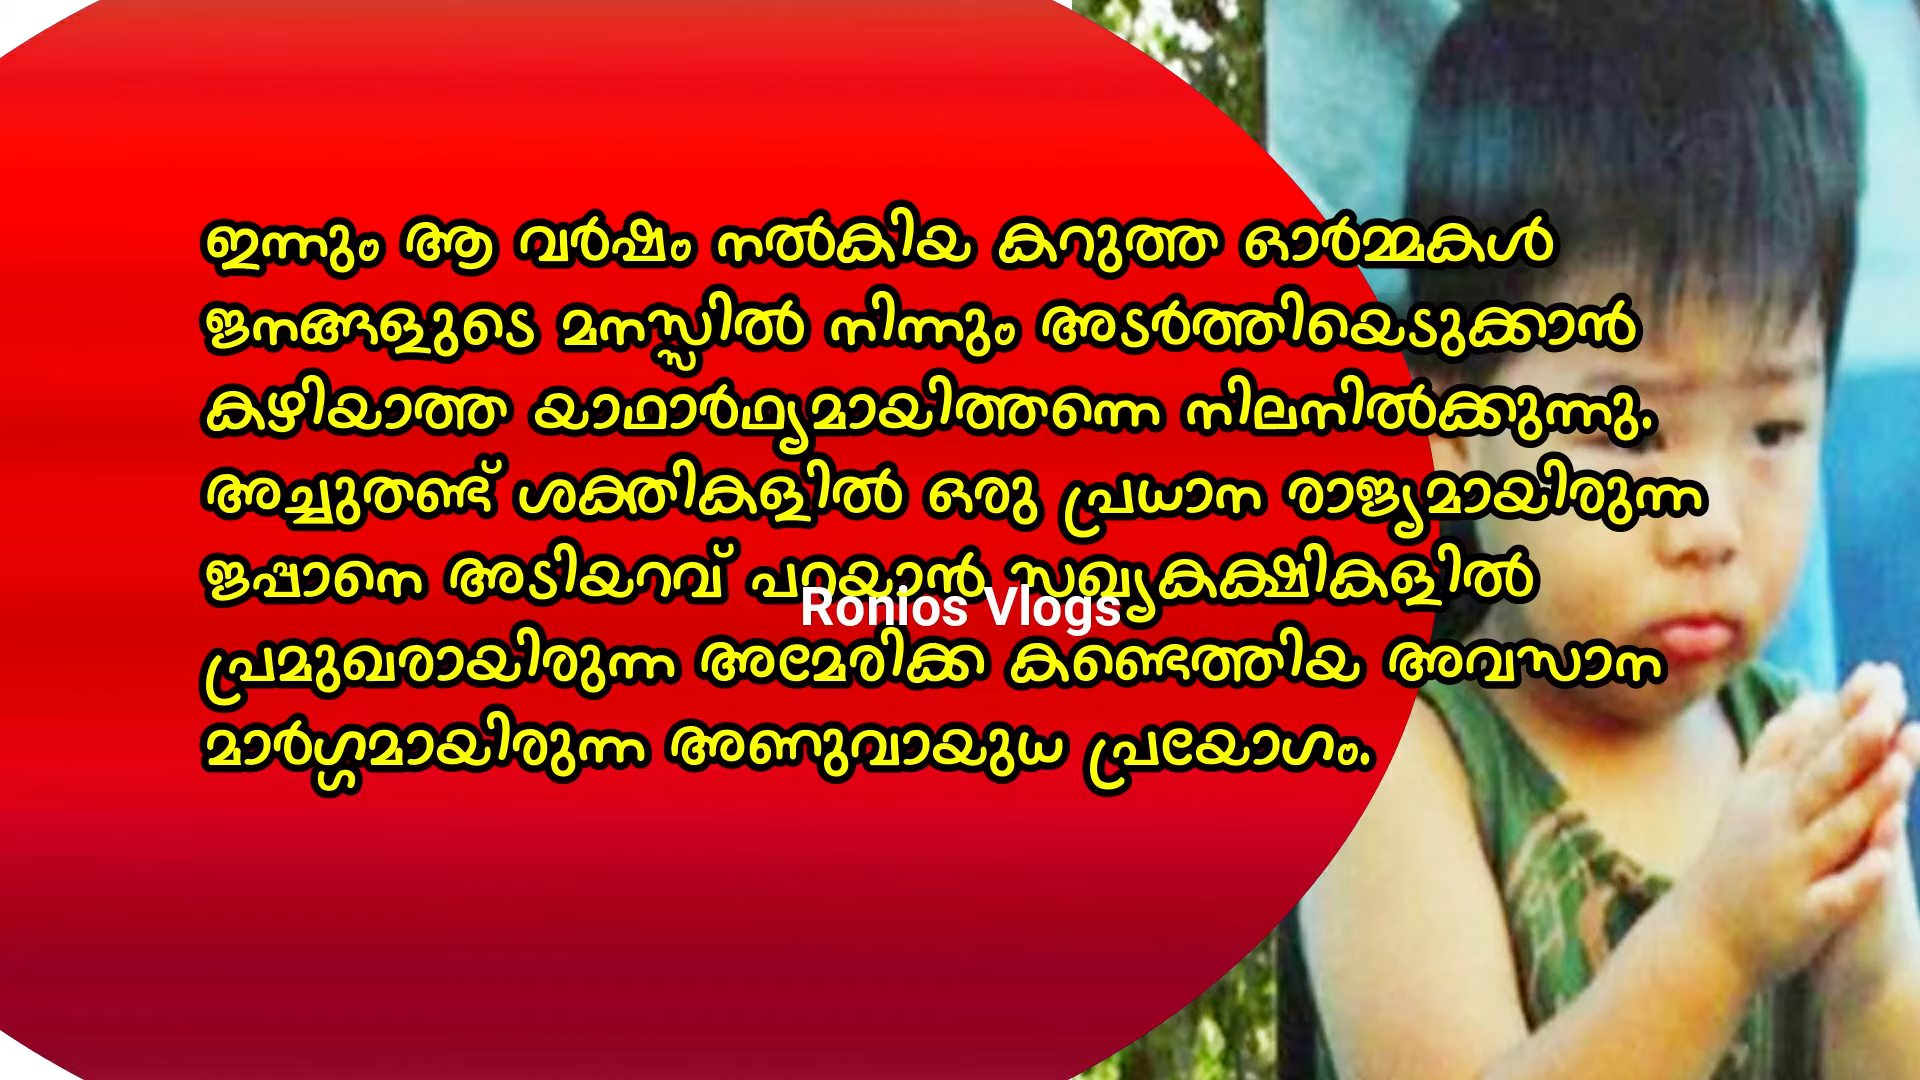 ഇന്നും ആ വർഷം നൽകിയ കറുത്ത ഓർമ്മകൾ
ജനങ്ങളുടെ മനസ്സിൽ നിന്നും അടർത്തിയെടുക്കാൻ
കഴിയാത്ത യാഥാർഥ്യമായിത്തന്നെ നിലനിൽക്കുന്നു.
അച്ചുതണ്ട് ശക്തികളിൽ ഒരു പ്രധാന രാജ്യമായിരുന്ന
ജപ്പാനെ അടിയറവ് പറയാൻ സഖ്യകക്ഷികളിൽ
Ronios Vlogs
പ്രമുഖരായിരുന്ന അമേരിക്ക കണ്ടെത്തിയ അവസാന
മാർഗ്ഗമായിരുന്ന അണുവായുധ പ്രയോഗം.